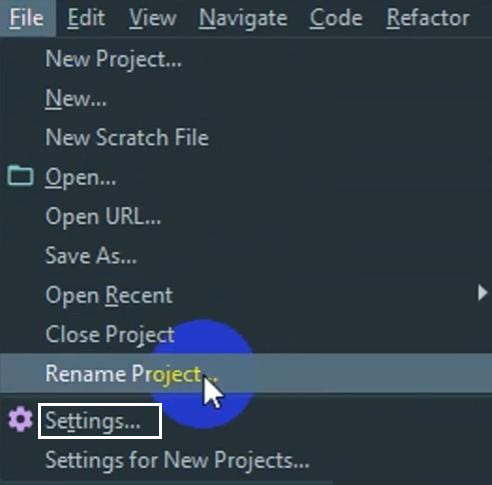 File Edit View Navigate Code Refactor
New Project...
New...
New Scratch File
Open...
Open URL...
Save As...
Open Recent
Close Project
Rename Project...
Settings...
Settings for New Projects...